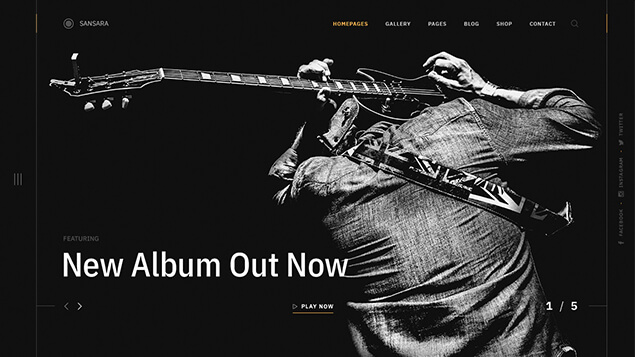 SANSARA
HOMEPAGES GALLERY PAGES BLOG SHOP CONTACT
FEATURING
New Album Out Now
PLAY NOW
1 / 5
FACEBOOK - INSTAGRAM - TWITTER